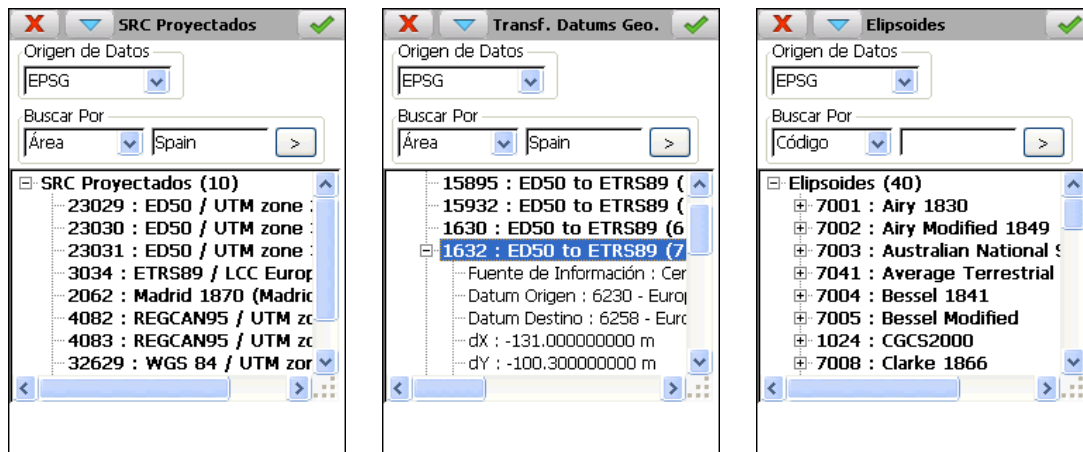 SRC Proyectados
Origen de Datos
EPSG
Buscar Por
Área Spain >
SRC Proyectados (10)
23029 : ED50 / UTM zone
23030 : ED50 / UTM zone
23031 : ED50 / UTM zone
3034 : ETRS89 / LCC Europ
2062 : Madrid 1870 (Madrid
4082 : REGCAN95 / UTM zo
4083 : REGCAN95 / UTM zo
32629 : WGS 84 / UTM zon
Transf. Datums Geo.
Origen de Datos
EPSG
Buscar Por
Área Spain >
15895 : ED50 to ETRS89 (
15932 : ED50 to ETRS89 (
1630 : ED50 to ETRS89 (6
1632 : ED50 to ETRS89 (7
Fuente de Información : Cen
Datum Origen : 6230 - Europ
Datum Destino : 6258 - Euro
dX : -131.000000000 m
dY : -100.300000000 m
Elipsoides
Origen de Datos
EPSG
Buscar Por
Código >
Elipsoides (40)
7001 : Airy 1830
7002 : Airy Modified 1849
7003 : Australian National S
7041 : Average Terrestrial
7004 : Bessel 1841
7005 : Bessel Modified
1024 : CGCS2000
7008 : Clarke 1866